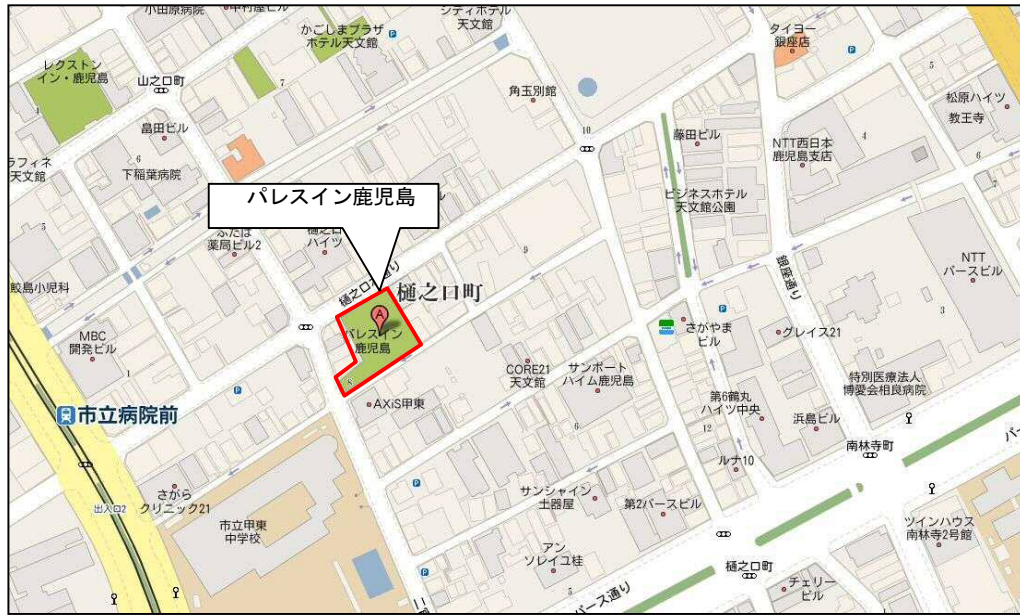 小田原病院
かごしまプラザ
ホテル天文館
シティホテル
天文館
タイヨー
銀座店
レクストン
イン・鹿児島
山之口町
角玉別館
松原ハイツ
教王寺
畠田ビル
藤田ビル
NTT西日本
鹿児島支店
ラフィネ
天文館
下稲葉病院
ビジネスホテル
天文館公園
パレスイン鹿児島
ふたば
薬局ビル2
樋之口
ハイツ
銀座通り
NTT
パースビル
鮫島小児科
樋之口町
MBC
開発ビル
パレスイン
鹿児島
A
さがやま
ビル
グレイス21
CORE21
天文館
サンポート
ハイム鹿児島
特別医療法人
博愛会相良病院
AXiS甲東
第6鶴丸
ハイツ中央
浜島ビル
市立病院前
南林寺町
ルナ10
さがら
クリニック21
出入口2
サンシャイン
土器屋
第2パースビル
市立甲東
中学校
ツインハウス
南林寺2号館
アン
ソレイユ桂
樋之口町
チェリー
ビル
パース通り